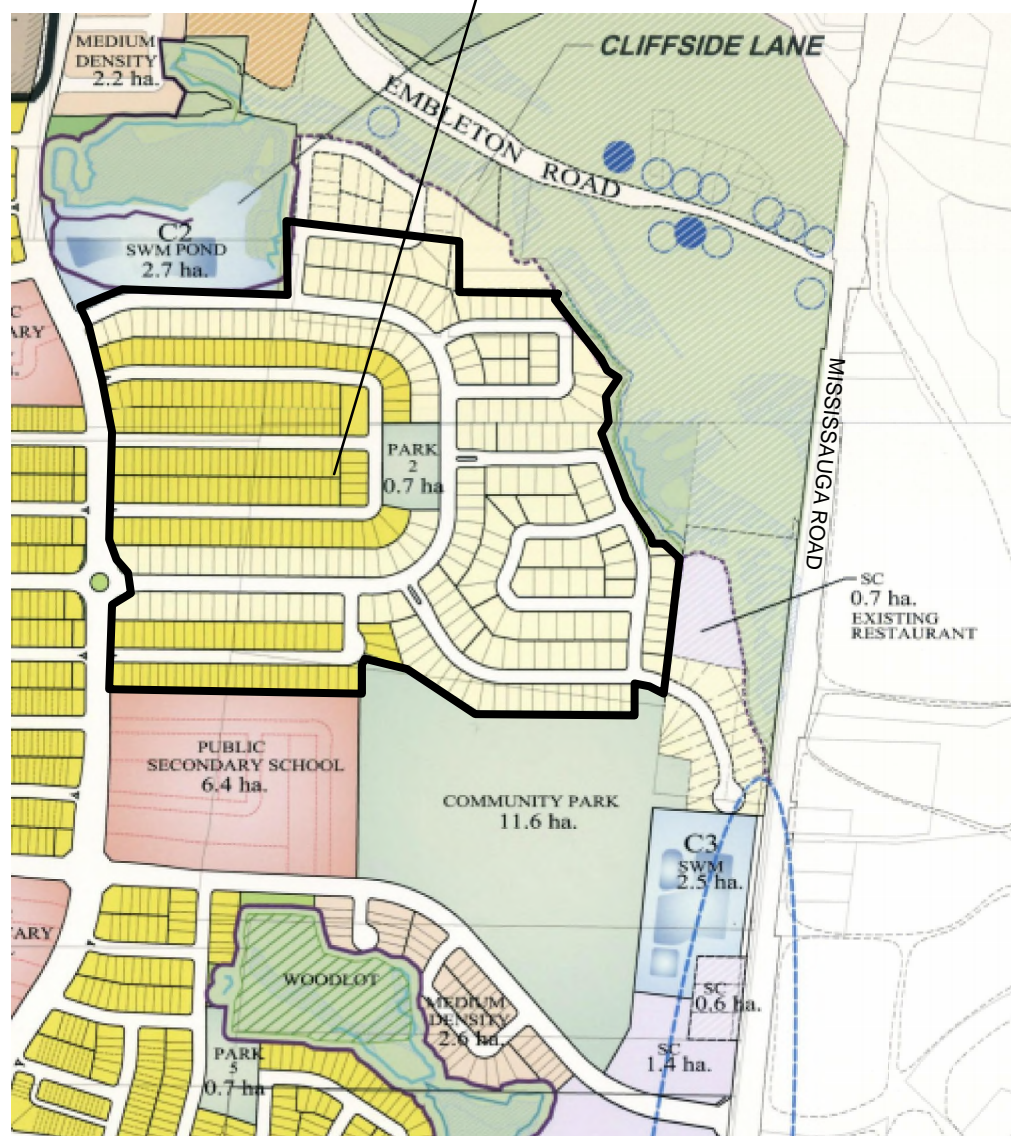 MEDIUM
DENSITY
2.2 ha.
CLIFFSIDE LANE
EMBLETON ROAD
C2
SWM POND
2.7 ha.
C
ARY
MISSISSAUGA ROAD
PARK
2
0.7 ha
SC
0.7 ha.
EXISTING
RESTAURANT
PUBLIC
SECONDARY SCHOOL
6.4 ha.
COMMUNITY PARK
11.6 ha.
C3
SWM
2.5 ha.
ARY
WOODLOT
MEDIUM
DENSITY
2.6 ha.
SC
0.6 ha.
SC
1.4 ha.
PARK
5
0.7 ha